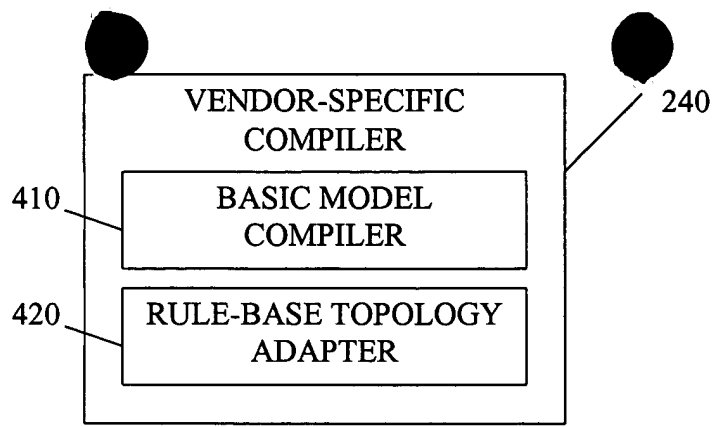 VENDOR-SPECIFIC
COMPILER
240
410
BASIC MODEL
COMPILER
420
RULE-BASE TOPOLOGY
ADAPTER